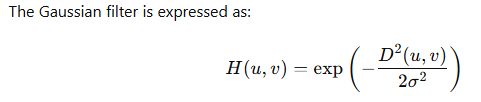 The Gaussian filter is expressed as:
H(u, v) = exp(−D²(u, v)/2σ²)